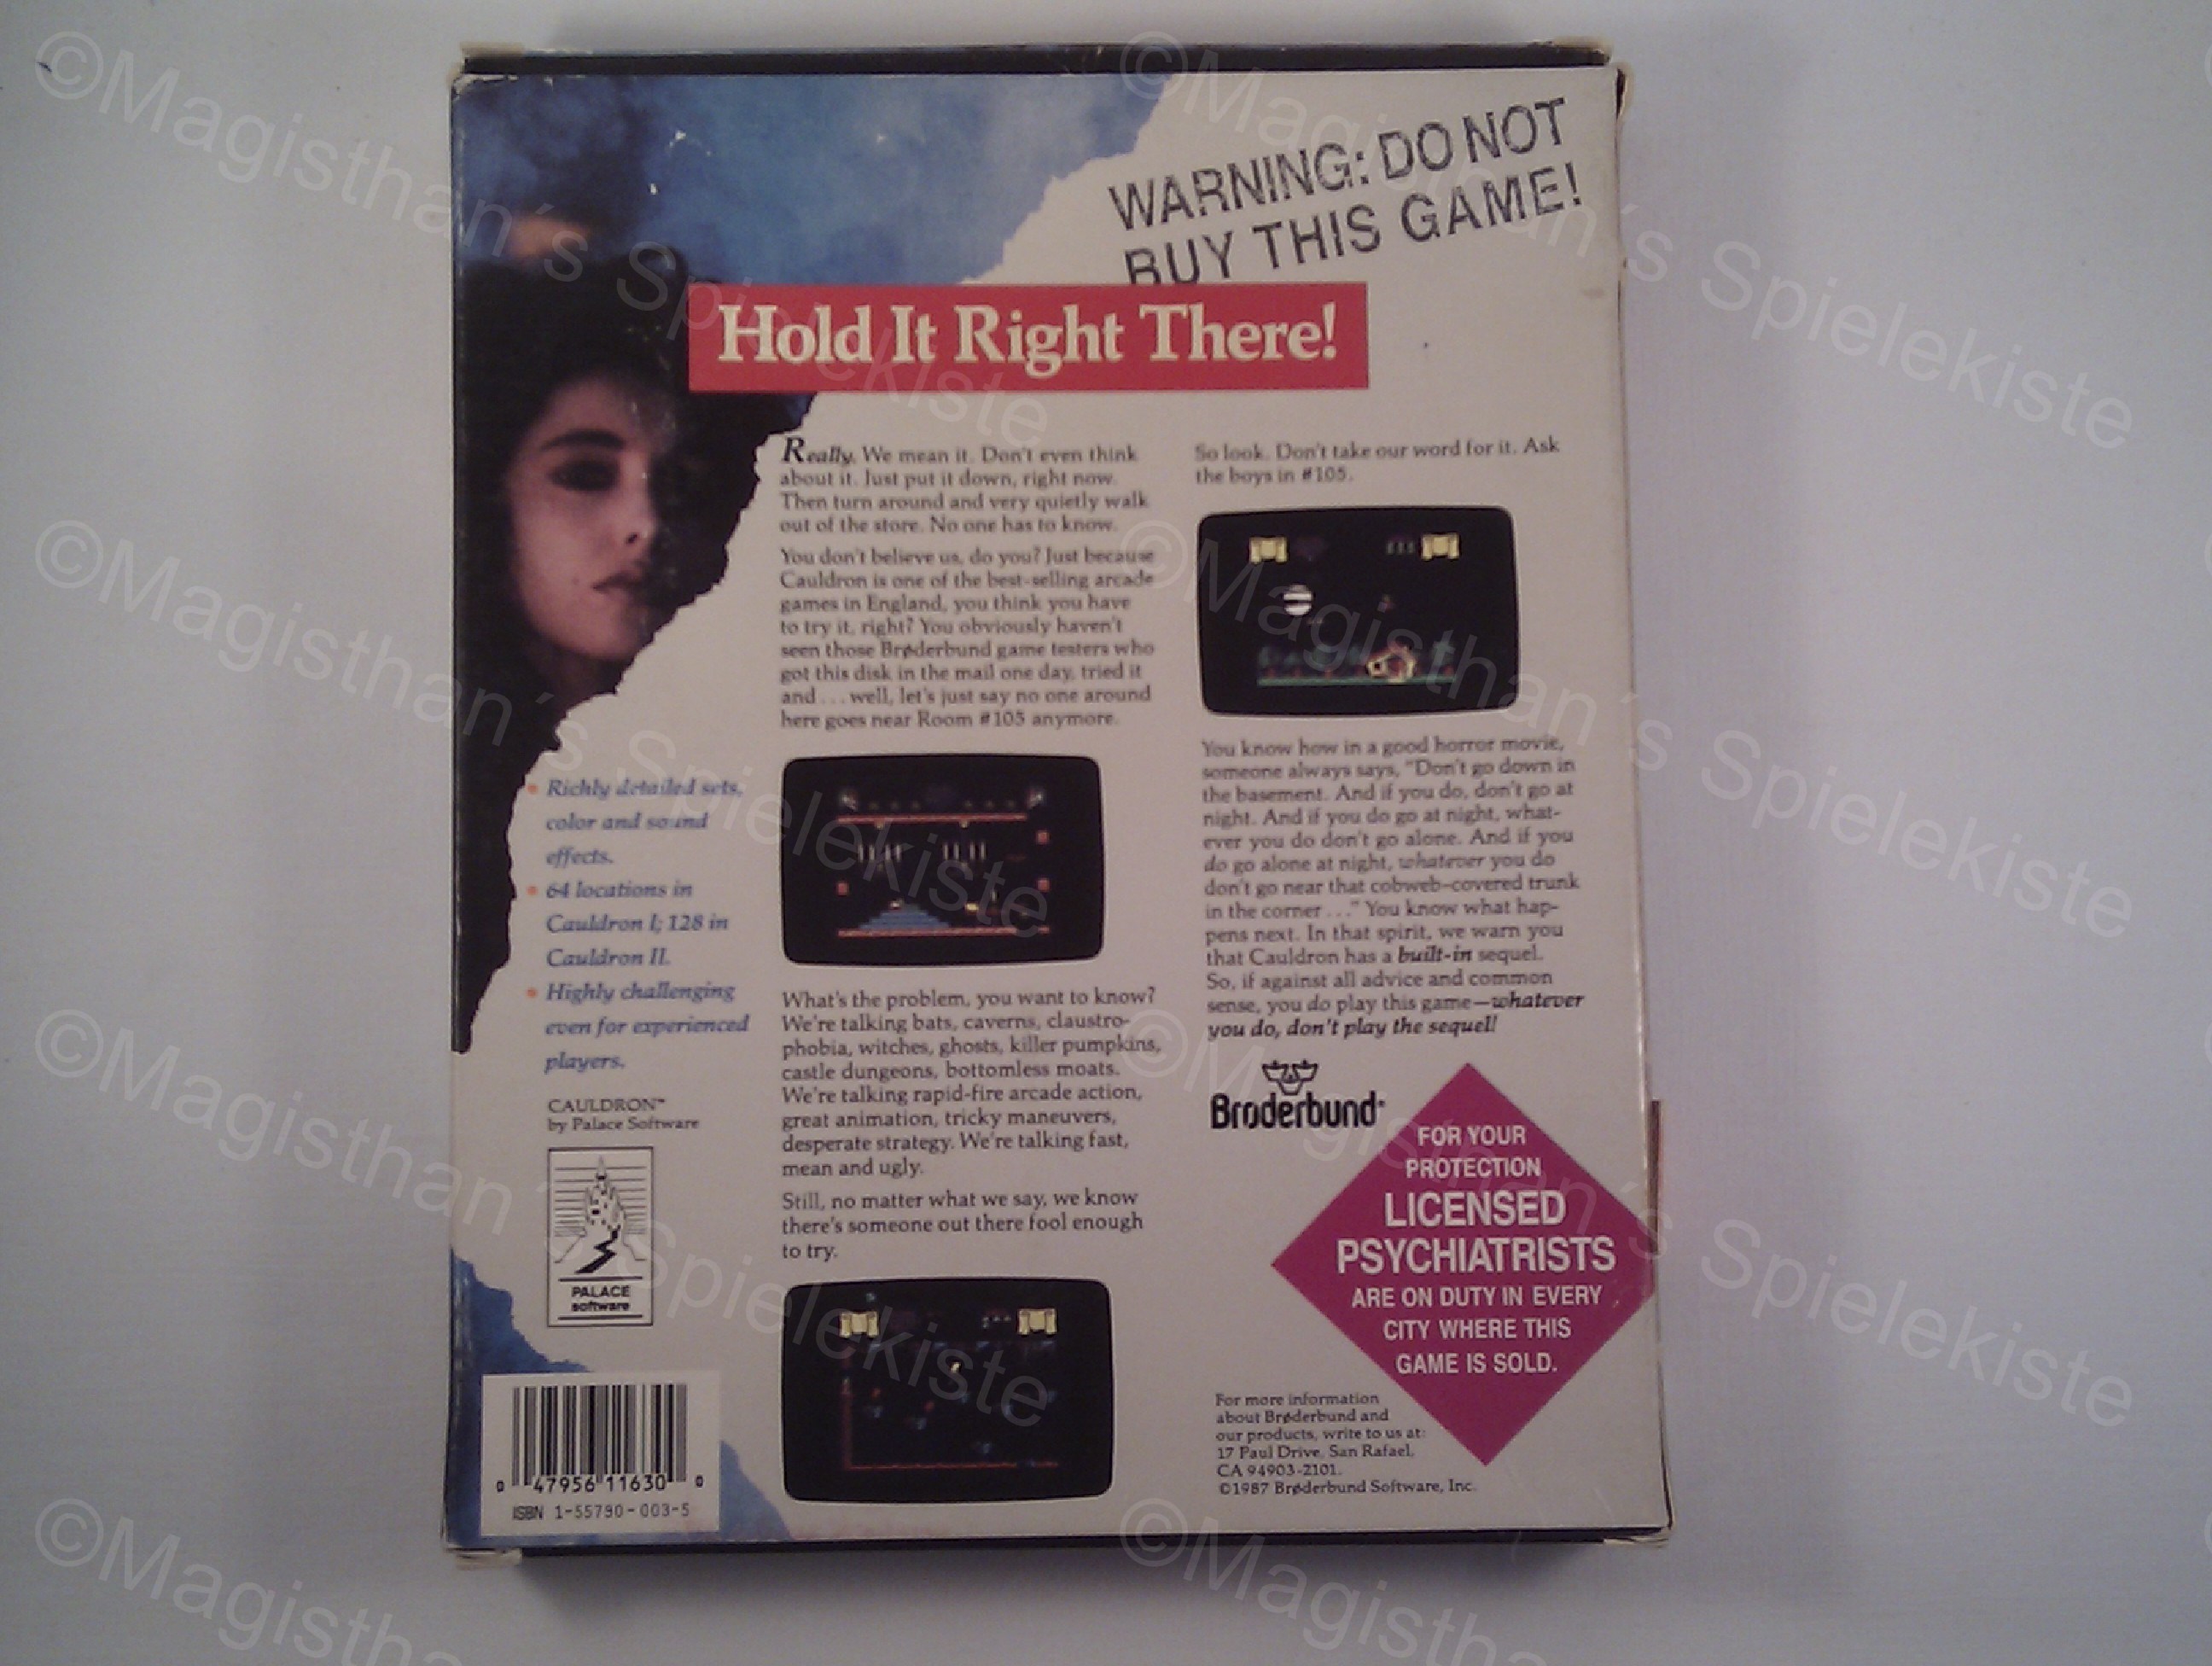 WARNING: DO NOT
BUY THIS GAME!
Hold It Right There!
Really. We mean it. Don't even think
about it. Just put it down, right now.
Then turn around and very quietly walk
out of the store. No one has to know.
You don't believe us, do you? Just because
Cauldron is one of the best-selling arcade
games in England, you think you have
to try it, right? You obviously haven't
seen those Brøderbund game testers who
got this disk in the mail one day, tried it
and . . . well, let's just say no one around
here goes near Room #105 anymore.
What's the problem, you want to know?
We're talking bats, caverns, claustro-
phobia, witches, ghosts, killer pumpkins,
castle dungeons, bottomless moats.
We're talking rapid-fire arcade action,
great animation, tricky maneuvers,
desperate strategy. We're talking fast,
mean and ugly.
Still, no matter what we say, we know
there's someone out there fool enough
to try.
So look. Don't take our word for it. Ask
the boys in #105.
You know how in a good horror movie,
someone always says, "Don't go down in
the basement. And if you do, don't go at
night. And if you do go at night, what-
ever you do don't go alone. And if you
do go alone at night, whatever you do
don't go near that cobweb-covered trunk
in the corner . . ." You know what hap-
pens next. In that spirit, we warn you
that Cauldron has a built-in sequel.
So, if against all advice and common
sense, you do play this game—whatever
you do, don't play the sequel!
• Richly detailed sets,
color and sound
effects.
• 64 locations in
Cauldron I; 128 in
Cauldron II.
• Highly challenging
even for experienced
players.
CAULDRON™
by Palace Software
PALACE
software
0 47956 11630 0
ISBN 1-55790-003-5
Brøderbund
FOR YOUR
PROTECTION
LICENSED
PSYCHIATRISTS
ARE ON DUTY IN EVERY
CITY WHERE THIS
GAME IS SOLD.
For more information
about Brøderbund and
our products, write to us at:
17 Paul Drive, San Rafael,
CA 94903-2101.
©1987 Brøderbund Software, Inc.
©Magisthan´s Spielekiste
©Magisthan´s Spielekiste
©Magisthan´s Spielekiste
©Magisthan´s Spielekiste
©Magisthan´s Spielekiste
©Magisthan´s Spielekiste
©Magistha
©Magisthan